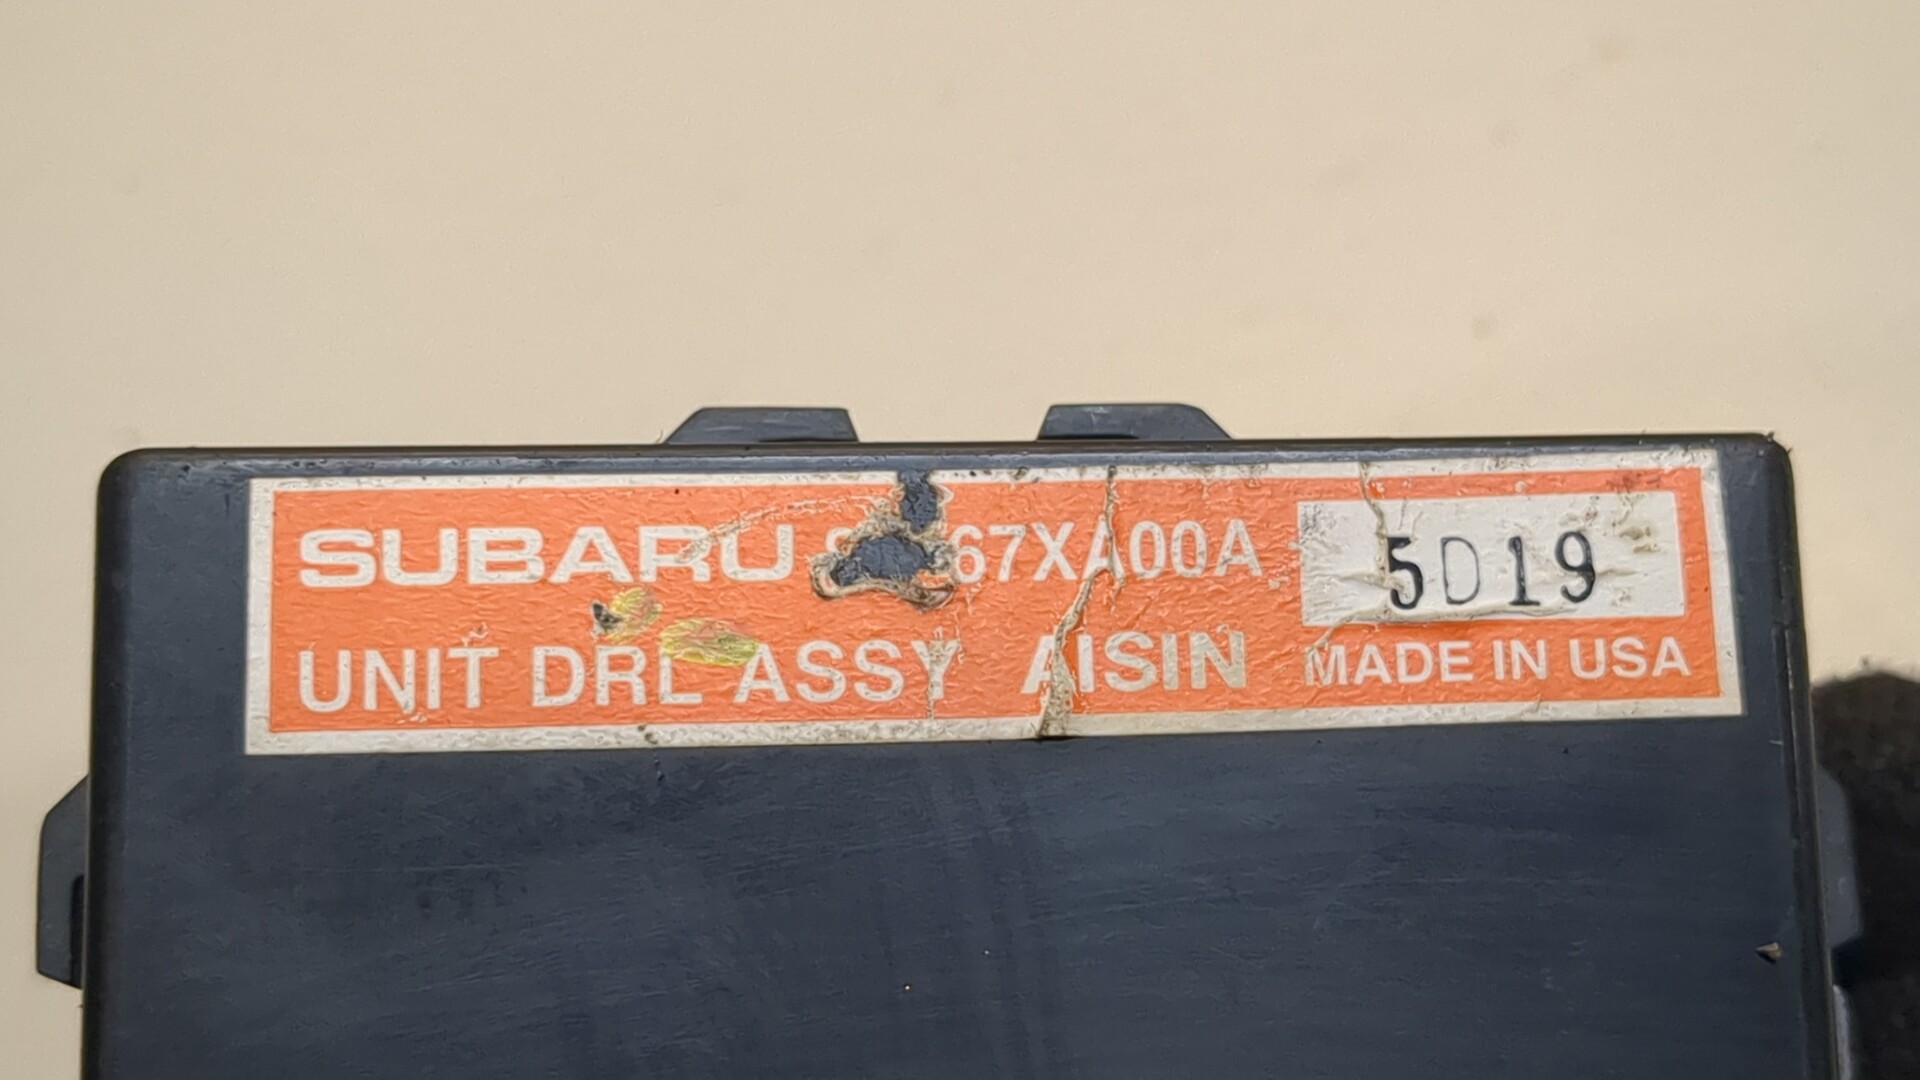 SUBARU 67XA00A 5D19
UNIT DRL ASSY AISIN MADE IN USA